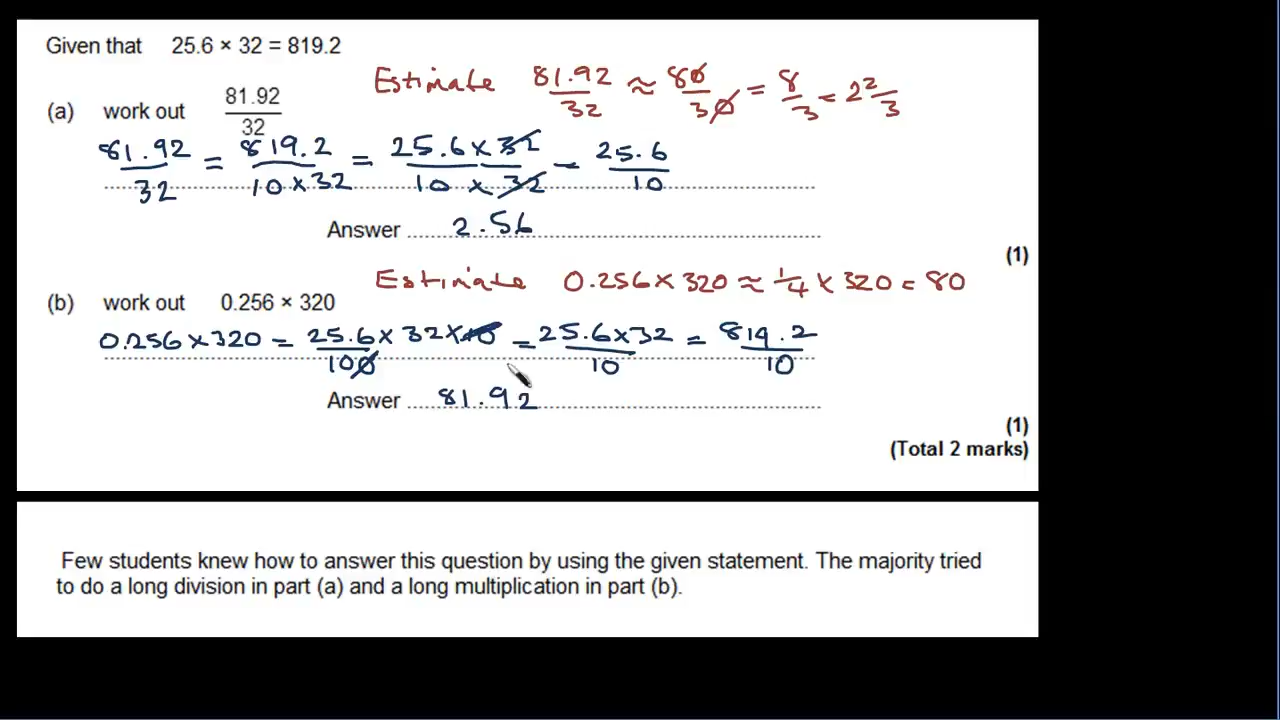 Given that 25.6 × 32 = 819.2
Estimate 81.92/32 ≈ 80/30 = 8/3 = 2 2/3
(a) work out 81.92/32
81.92/32 = 819.2/10 × 32 = 25.6 × 32/10 × 32 = 25.6/10
Answer 2.56
(1)
Estimate 0.256 × 320 ≈ 1/4 × 320 = 80
(b) work out 0.256 × 320
0.256 × 320 = 25.6/100 × 32 × 10 = 25.6 × 32/10 = 819.2/10
Answer 81.92
(1)
(Total 2 marks)
Few students knew how to answer this question by using the given statement. The majority tried
to do a long division in part (a) and a long multiplication in part (b).